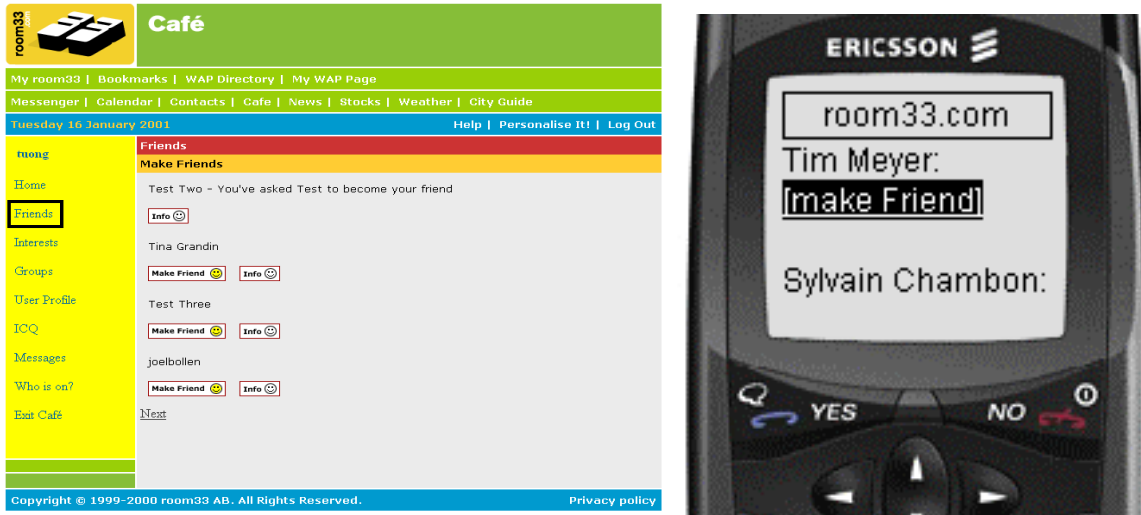 room33
.com
Café
My room33 | Bookmarks | WAP Directory | My WAP Page
Messenger | Calendar | Contacts | Cafe | News | Stocks | Weather | City Guide
Tuesday 16 January 2001
Help | Personalise It! | Log Out
tuong
Home
Friends
Interests
Groups
User Profile
ICQ
Messages
Who is on?
Exit Café
Friends
Make Friends
Test Two - You've asked Test to become your friend
Info
Tina Grandin
Make Friend Info
Test Three
Make Friend Info
joelbollen
Make Friend Info
Next
Copyright © 1999-2000 room33 AB. All Rights Reserved.
Privacy policy
ERICSSON
room33.com
Tim Meyer:
[make Friend]
Sylvain Chambon:
YES NO